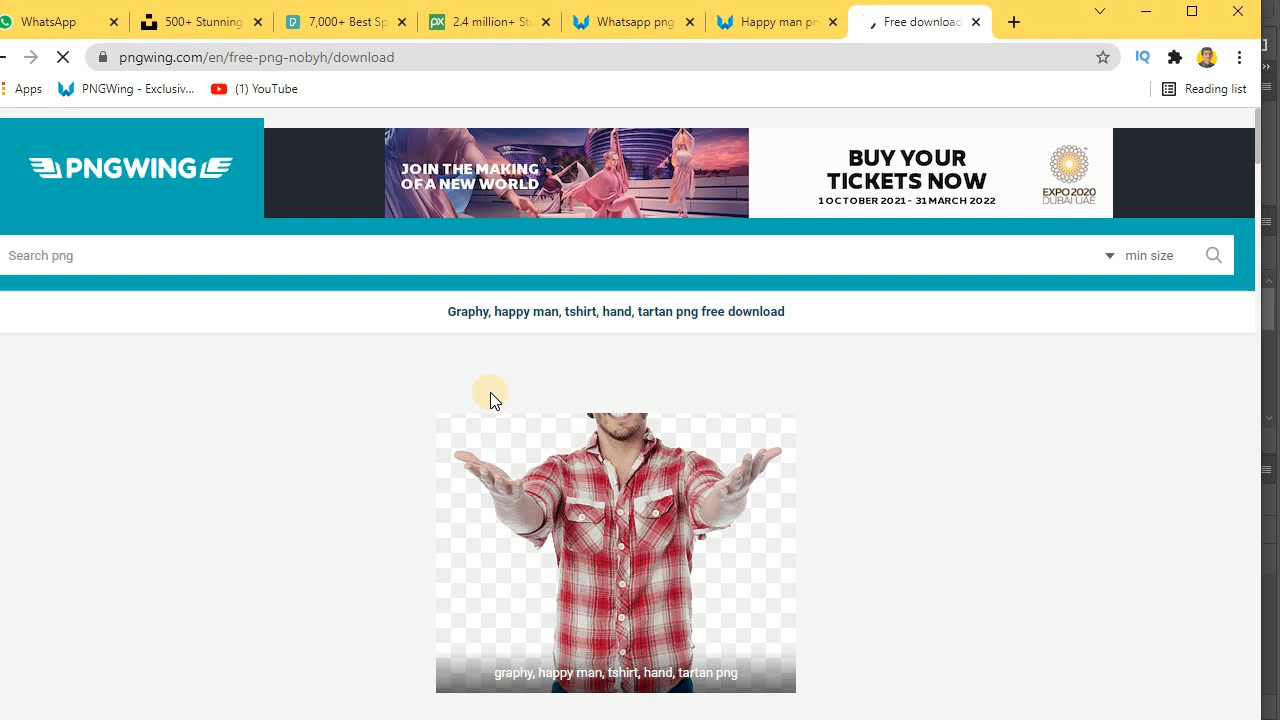 WhatsApp
500+ Stunning
7,000+ Best Sp
2.4 million+ St
Whatsapp png
Happy man pn
Free download
pngwing.com/en/free-png-nobyh/download
IQ
Apps
PNGWing - Exclusiv...
(1) YouTube
Reading list
PNGWING
JOIN THE MAKING
OF A NEW WORLD
BUY YOUR
TICKETS NOW
1 OCTOBER 2021 - 31 MARCH 2022
EXPO 2020
DUBAI UAE
Search png
min size
Graphy, happy man, tshirt, hand, tartan png free download
graphy, happy man, tshirt, hand, tartan png